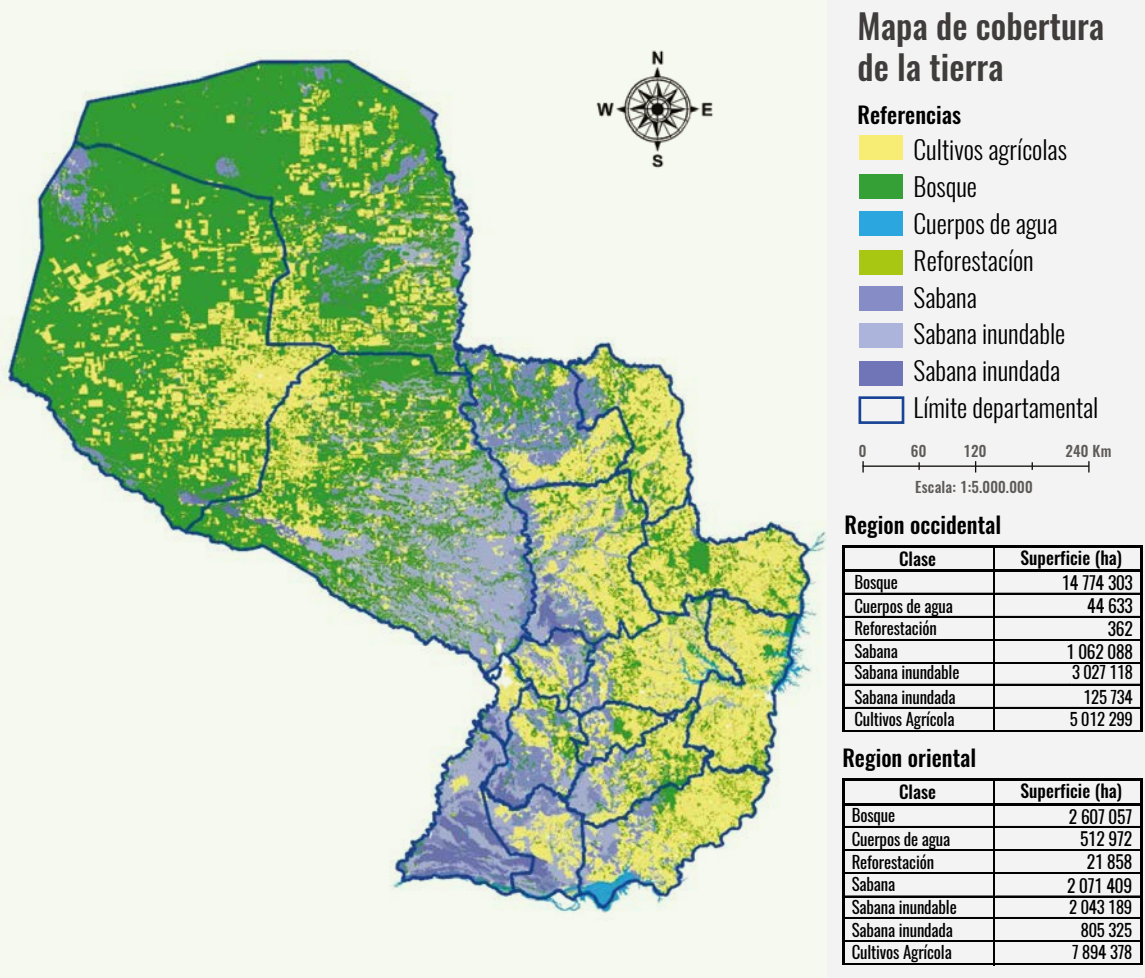 N
W
E
S
Mapa de cobertura
de la tierra
Referencias
Cultivos agrícolas
Bosque
Cuerpos de agua
Reforestacíon
Sabana
Sabana inundable
Sabana inundada
Límite departamental
0 60 120 240 Km
Escala: 1:5.000.000
Region occidental
Clase Superficie (ha)
Bosque 14 774 303
Cuerpos de agua 44 633
Reforestación 362
Sabana 1 062 088
Sabana inundable 3 027 118
Sabana inundada 125 734
Cultivos Agrícola 5 012 299
Region oriental
Clase Superficie (ha)
Bosque 2 607 057
Cuerpos de agua 512 972
Reforestación 21 858
Sabana 2 071 409
Sabana inundable 2 043 189
Sabana inundada 805 325
Cultivos Agrícola 7 894 378